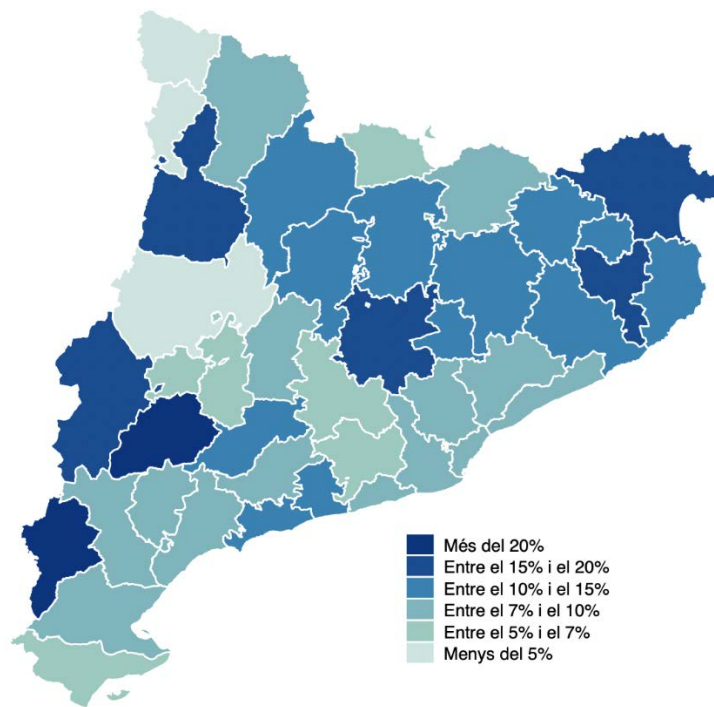 Més del 20%
Entre el 15% i el 20%
Entre el 10% i el 15%
Entre el 7% i el 10%
Entre el 5% i el 7%
Menys del 5%